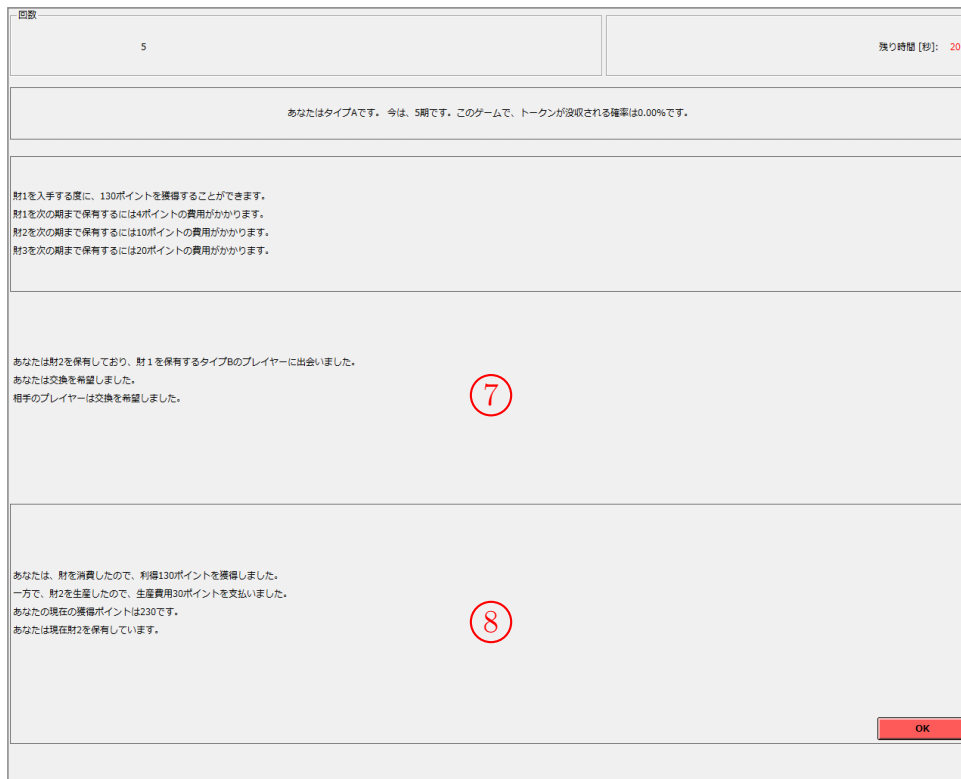 回数
5
残り時間 [秒]: 20
あなたはタイプAです。 今は、5期です。このゲームで、トークンが没収される確率は0.00%です。
財1を入手する度に、130ポイントを獲得することができます。
財1を次の期まで保有するには4ポイントの費用がかかります。
財2を次の期まで保有するには10ポイントの費用がかかります。
財3を次の期まで保有するには20ポイントの費用がかかります。
あなたは財2を保有しており、財１を保有するタイプBのプレイヤーに出会いました。
あなたは交換を希望しました。
相手のプレイヤーは交換を希望しました。
⑦
あなたは、財を消費したので、利得130ポイントを獲得しました。
一方で、財2を生産したので、生産費用30ポイントを支払いました。
あなたの現在の獲得ポイントは230です。
あなたは現在財2を保有しています。
⑧
OK